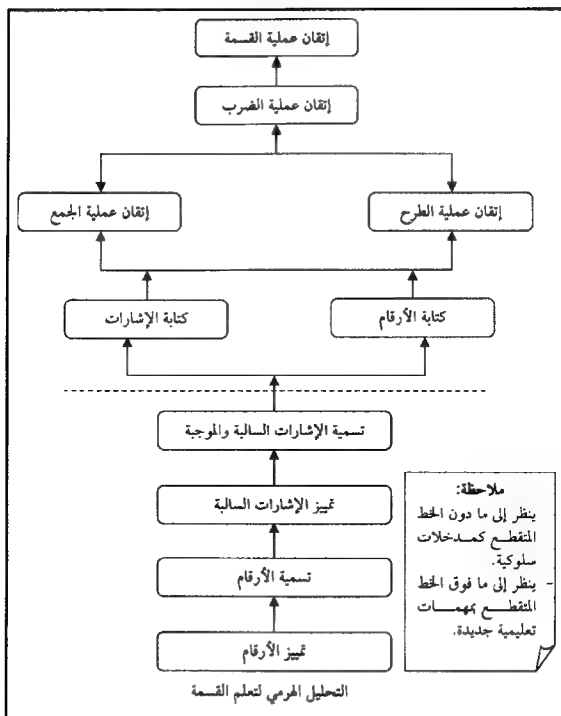 إتقان عملية القسمة
إتقان عملية الضرب
إتقان عملية الطرح
إتقان عملية الجمع
كتابة الأرقام
كتابة الإشارات
تسمية الإشارات السالبة والموجبة
تمييز الإشارات السالبة
تسمية الأرقام
تمييز الأرقام
ملاحظة:
ينظر إلى ما دون الخط
المتقطع كمدخلات
سلوكية.
- ينظر إلى ما فوق الخط
المتقطع بمهمات
تعليمية جديدة.
التحليل الهرمي لتعلم القسمة